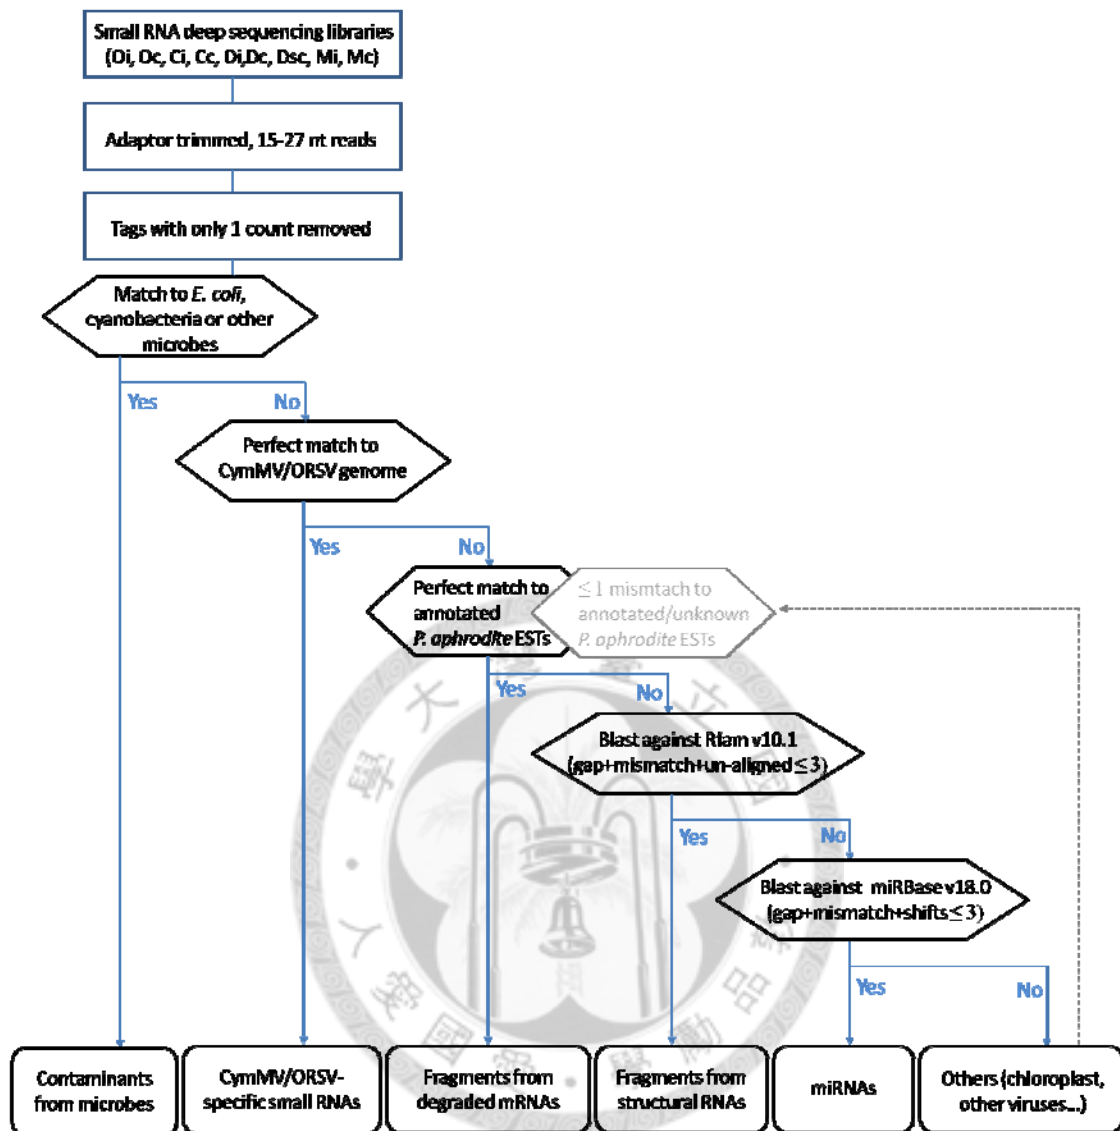 Small RNA deep sequencing libraries
(Oi, Oc, Ci, Cc, Di,Dc, Dsc, Mi, Mc)
Adaptor trimmed, 15-27 nt reads
Tags with only 1 count removed
Match to E. coli,
cyanobacteria or other
microbes
Yes
No
Perfect match to
CymMV/ORSV genome
Yes
No
Perfect match to
annotated
P. aphrodite ESTs
≤ 1 mismtach to
annotated/unknown
P. aphrodite ESTs
Yes
No
Blast against Rfam v10.1
(gap+mismatch+un-aligned≤3)
Yes
No
Blast against miRBase v18.0
(gap+mismatch+shifts≤3)
Yes
No
Contaminants
from microbes
CymMV/ORSV-
specific small RNAs
Fragments from
degraded mRNAs
Fragments from
structural RNAs
miRNAs
Others (chloroplast,
other viruses...)